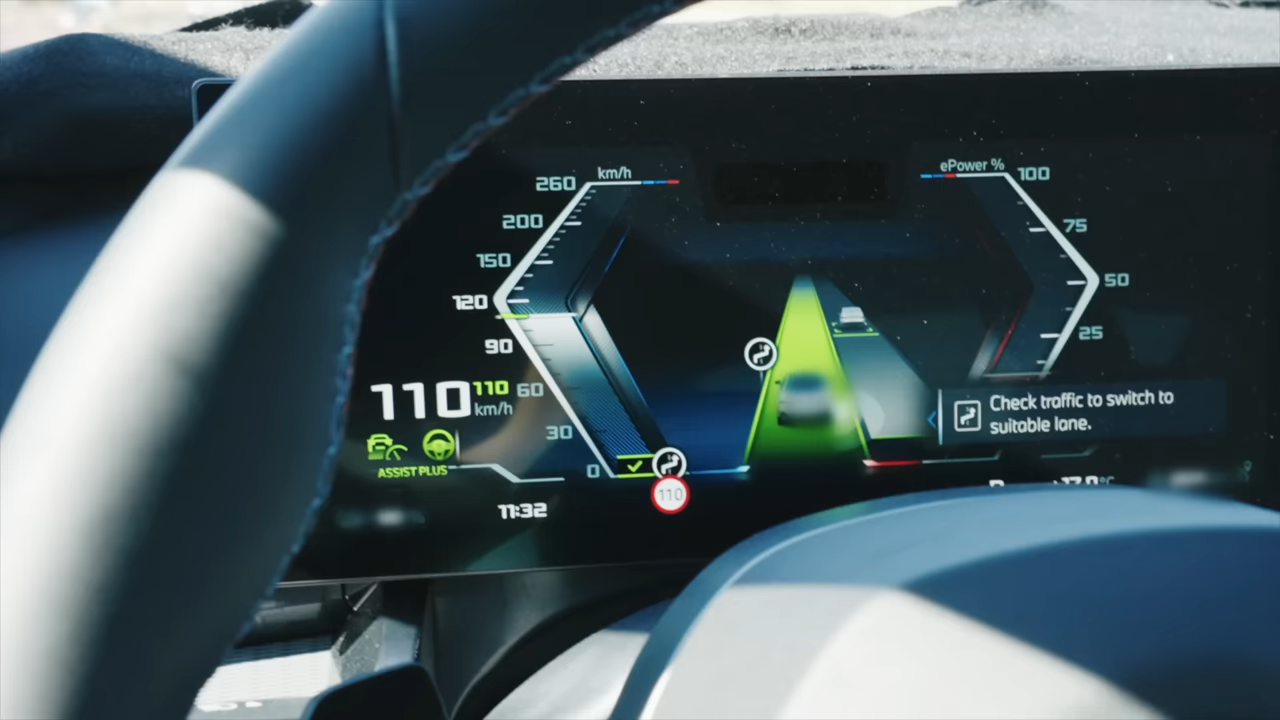 km/h
260
200
150
120
90
60
30
0
110
110
km/h
ASSIST PLUS
11:32
110
ePower %
100
75
50
25
Check traffic to switch to
suitable lane.